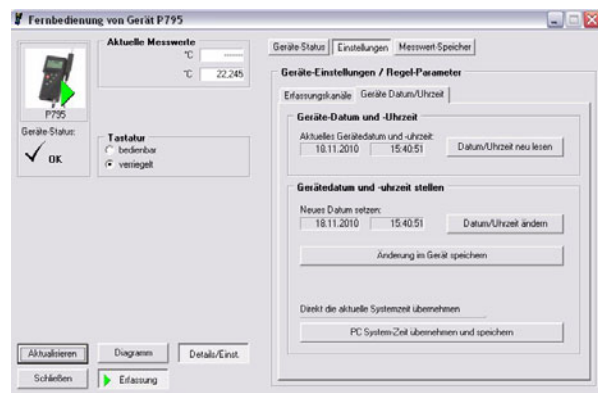 Fernbedienung von Gerät P795
Aktuelle Messwerte
°C ------
°C 22,245
P795
Geräte-Status:
OK
Tastatur
bedienbar
verriegelt
Aktualisieren
Diagramm
Details/Einst.
Schließen
Erfassung
Geräte-Status
Einstellungen
Messwert-Speicher
Geräte-Einstellungen / Regel-Parameter
Erfassungskanäle
Geräte Datum/Uhrzeit
Geräte-Datum und -Uhrzeit
Aktuelles Gerätedatum und -uhrzeit:
18.11.2010
15:40:51
Datum/Uhrzeit neu lesen
Gerätedatum und -uhrzeit stellen
Neues Datum setzen:
18.11.2010
15:40:51
Datum/Uhrzeit ändern
Änderung im Gerät speichern
Direkt die aktuelle Systemzeit übernehmen
PC System-Zeit übernehmen und speichern